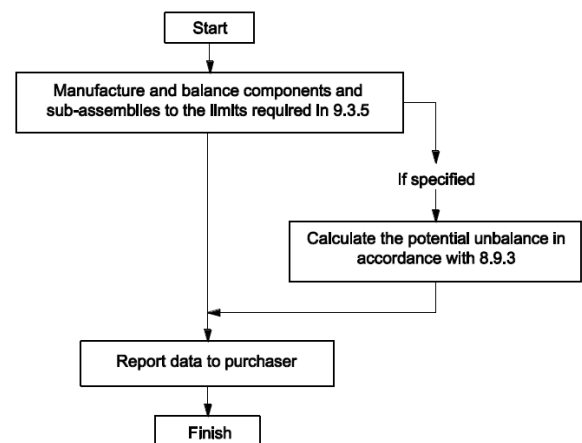 Start
Manufacture and balance components and
sub-assemblies to the limits required in 9.3.5
If specified
Calculate the potential unbalance in
accordance with 8.9.3
Report data to purchaser
Finish